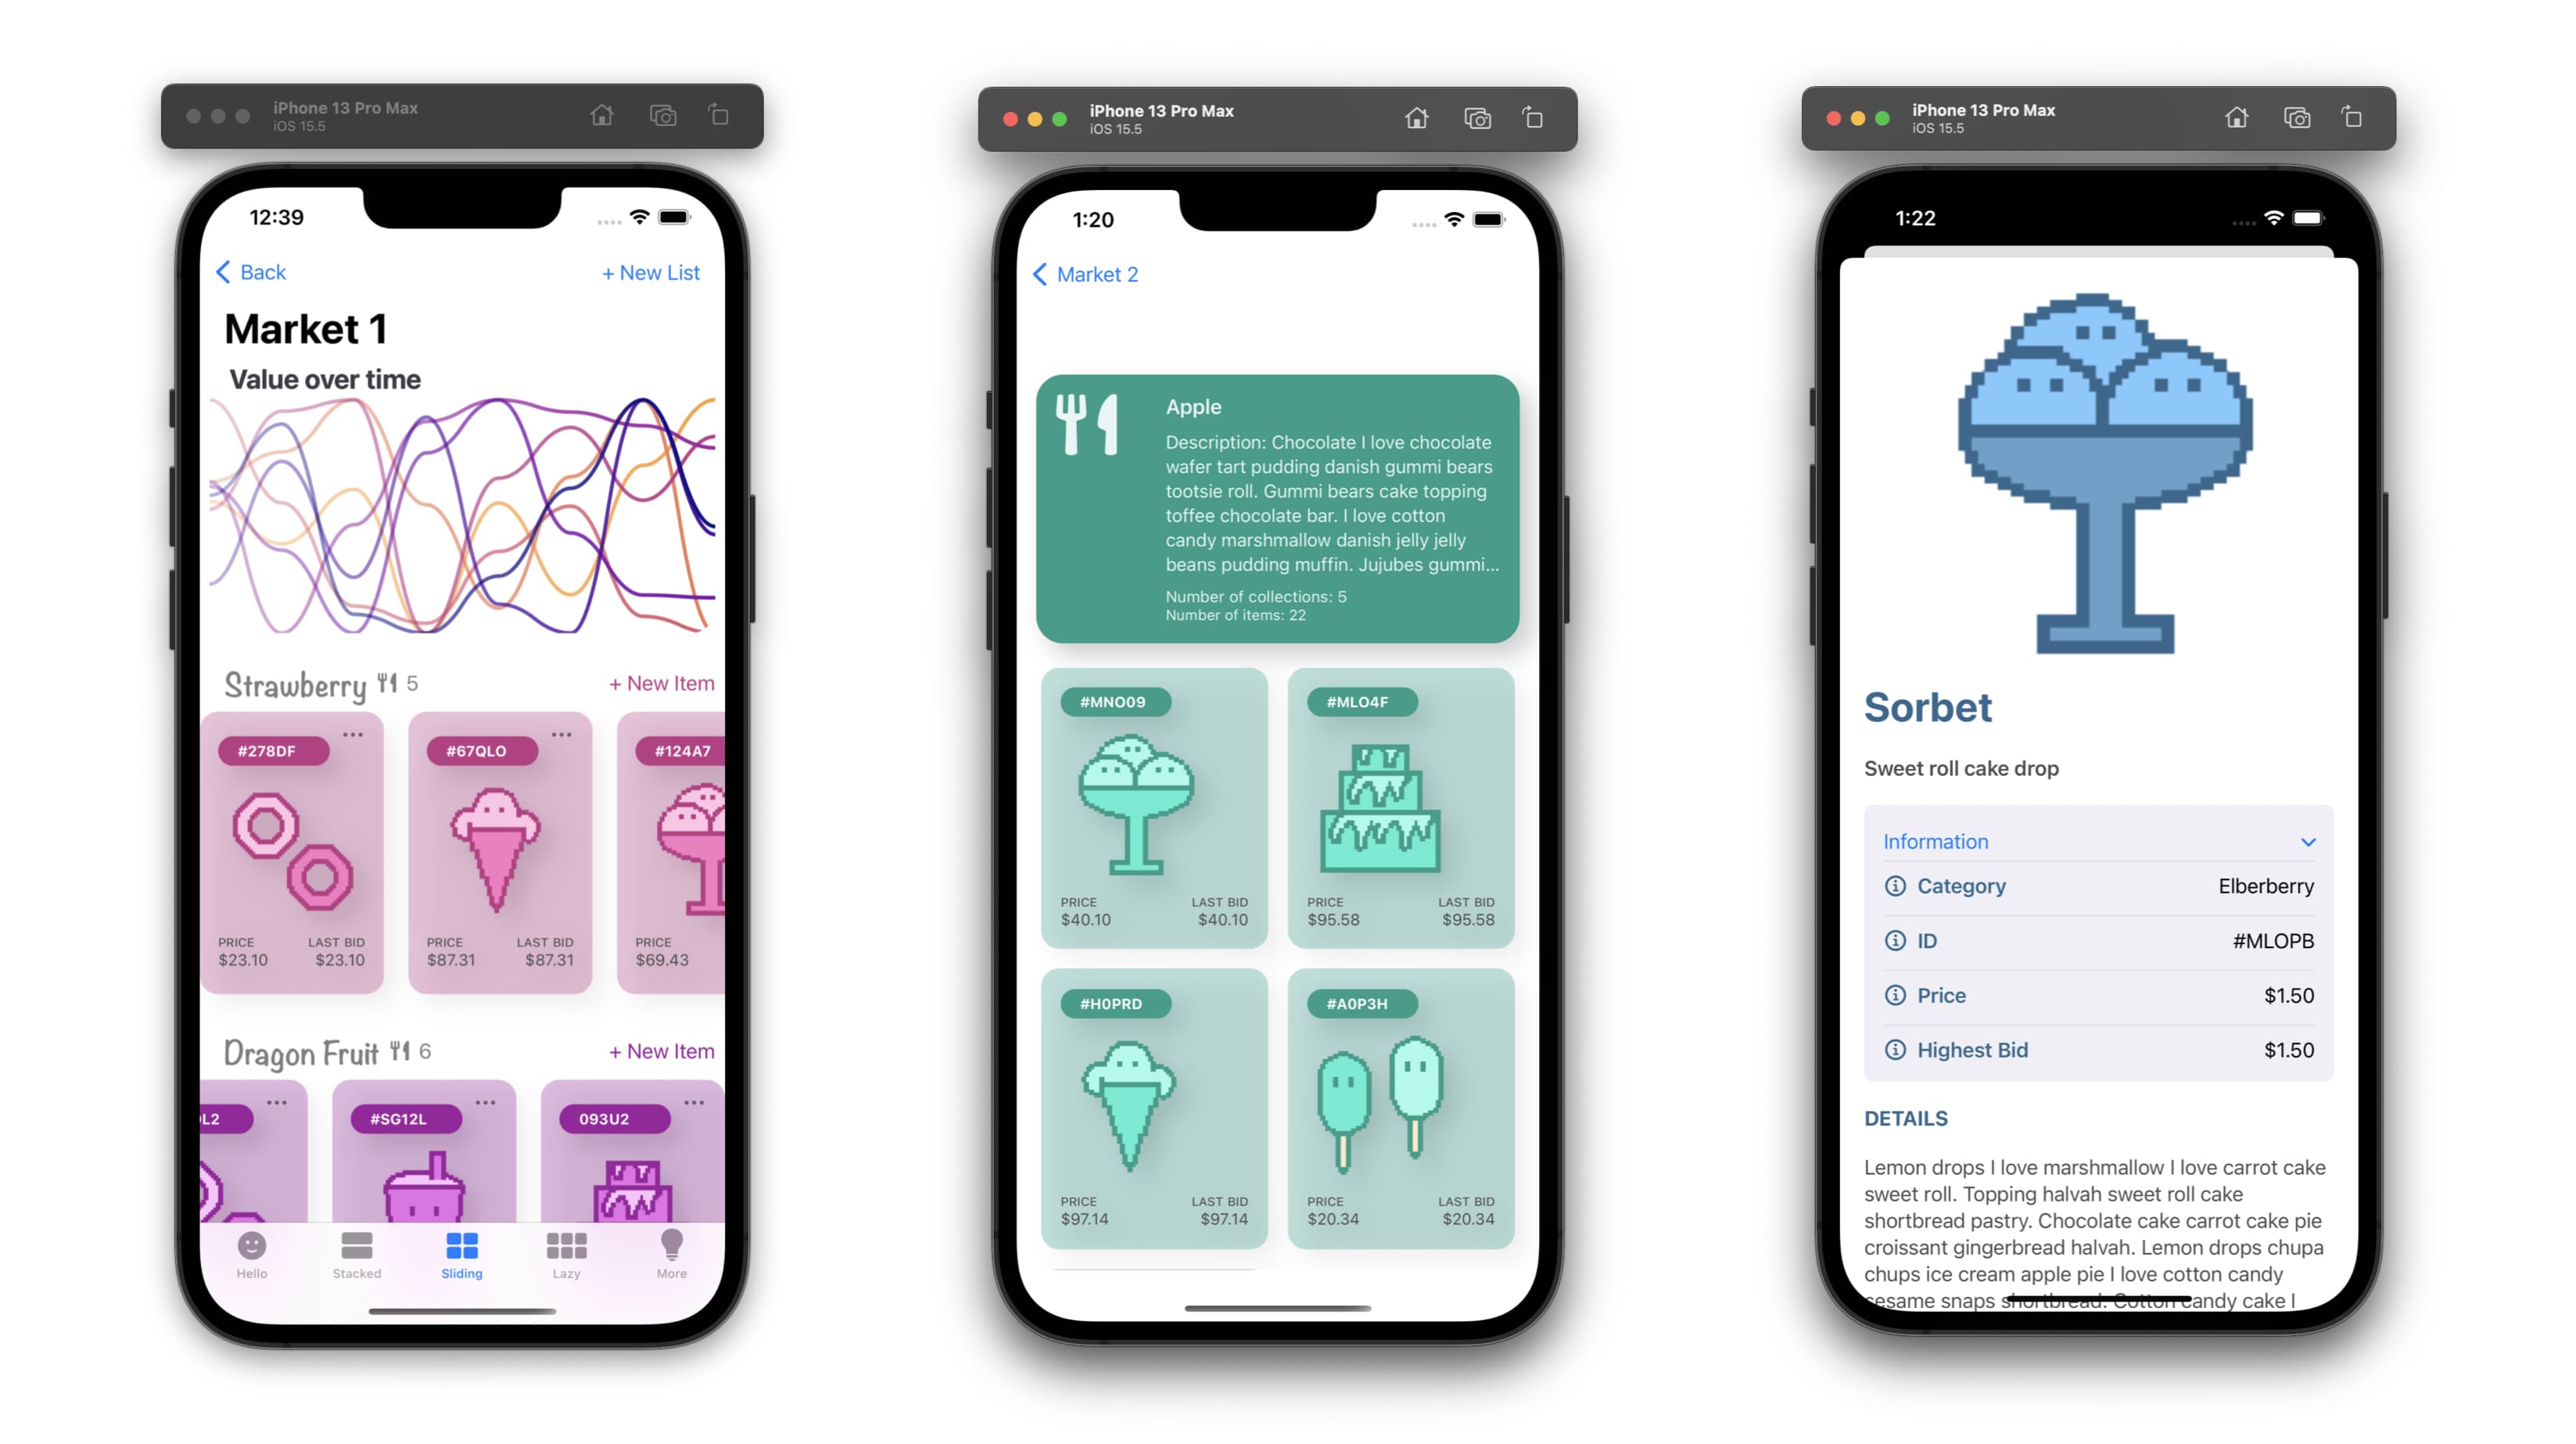 iPhone 13 Pro Max
iOS 15.5
12:39
Back
+ New List
Market 1
Value over time
Strawberry 5
+ New Item
#278DF
#67QLO
#124A7
PRICE LAST BID
$23.10 $23.10
PRICE LAST BID
$87.31 $87.31
PRICE
$69.43
Dragon Fruit 6
+ New Item
L2
#SG12L
093U2
Hello
Stacked
Sliding
Lazy
More
iPhone 13 Pro Max
iOS 15.5
1:20
Market 2
Apple
Description: Chocolate I love chocolate
wafer tart pudding danish gummi bears
tootsie roll. Gummi bears cake topping
toffee chocolate bar. I love cotton
candy marshmallow danish jelly jelly
beans pudding muffin. Jujubes gummi...
Number of collections: 5
Number of items: 22
#MNO09
PRICE LAST BID
$40.10 $40.10
#MLO4F
PRICE LAST BID
$95.58 $95.58
#H0PRD
PRICE LAST BID
$97.14 $97.14
#A0P3H
PRICE LAST BID
$20.34 $20.34
iPhone 13 Pro Max
iOS 15.5
1:22
Sorbet
Sweet roll cake drop
Information
Category Elberberry
ID #MLOPB
Price $1.50
Highest Bid $1.50
DETAILS
Lemon drops I love marshmallow I love carrot cake
sweet roll. Topping halvah sweet roll cake
shortbread pastry. Chocolate cake carrot cake pie
croissant gingerbread halvah. Lemon drops chupa
chups ice cream apple pie I love cotton candy
sesame snaps shortbread. Cotton candy cake I